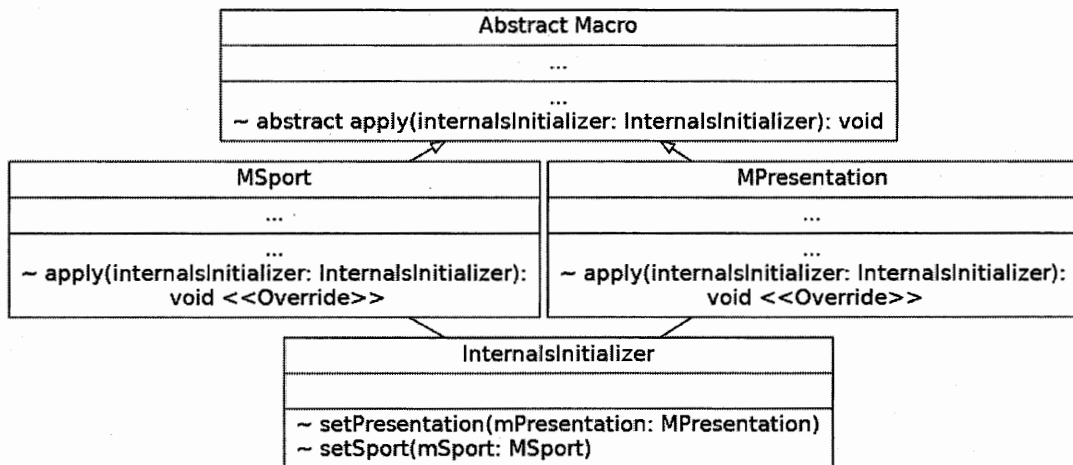 Abstract Macro
...
...
~ abstract apply(internalsInitializer: InternalsInitializer): void
MSport
...
...
~ apply(internalsInitializer: InternalsInitializer):
void <<Override>>
MPresentation
...
...
~ apply(internalsInitializer: InternalsInitializer):
void <<Override>>
InternalsInitializer
~ setPresentation(mPresentation: MPresentation)
~ setSport(mSport: MSport)